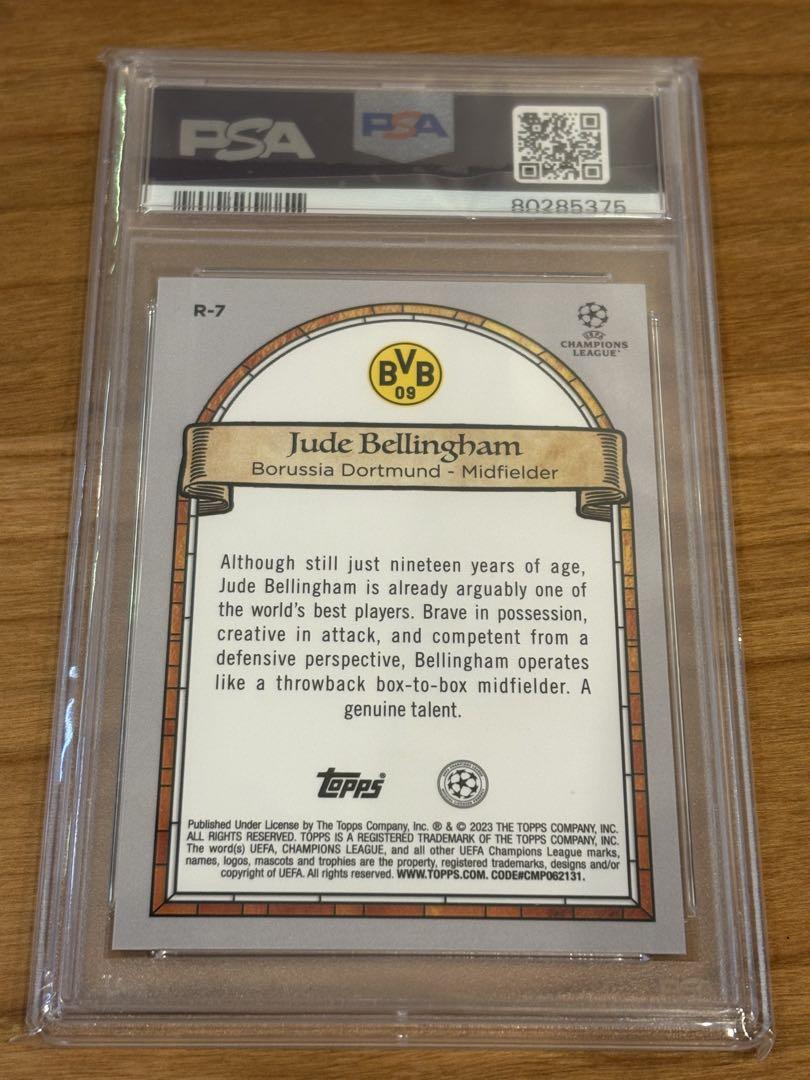 PSA PSA
80285375
R-7
UEFA
CHAMPIONS
LEAGUE
BVB
09
Jude Bellingham
Borussia Dortmund - Midfielder
Although still just nineteen years of age,
Jude Bellingham is already arguably one of
the world's best players. Brave in possession,
creative in attack, and competent from a
defensive perspective, Bellingham operates
like a throwback box-to-box midfielder. A
genuine talent.
Topps
Published Under License by The Topps Company, Inc. ® & © 2023 THE TOPPS COMPANY, INC.
ALL RIGHTS RESERVED. TOPPS IS A REGISTERED TRADEMARK OF THE TOPPS COMPANY, INC.
The word(s) UEFA, CHAMPIONS LEAGUE, and all other UEFA Champions League marks,
names, logos, mascots and trophies are the property, registered trademarks, designs and/or
copyright of UEFA. All rights reserved. WWW.TOPPS.COM. CODE#CMP062131.